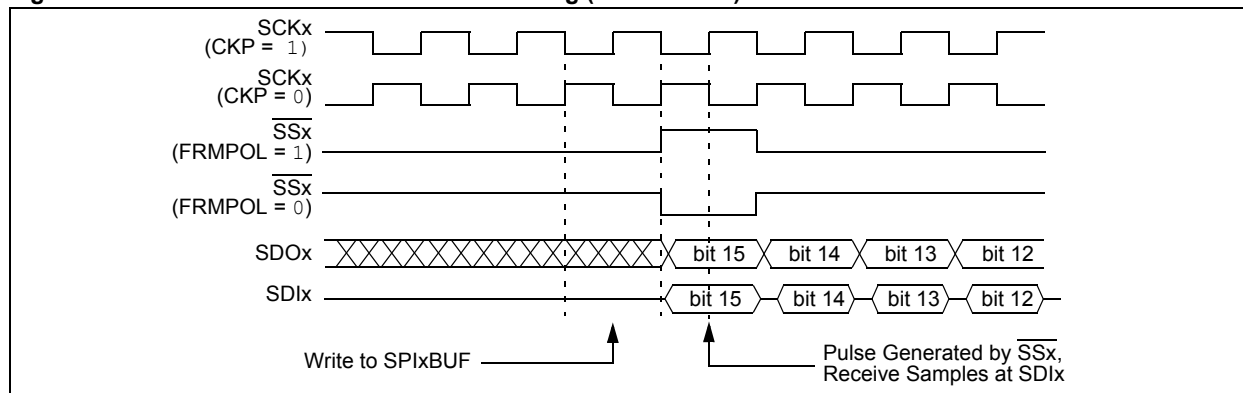 SCKx
(CKP = 1)
SCKx
(CKP = 0)
SSx
(FRMPOL = 1)
SSx
(FRMPOL = 0)
SDOx bit 15 bit 14 bit 13 bit 12
SDIx bit 15 bit 14 bit 13 bit 12
Write to SPIxBUF
Pulse Generated by SSx,
Receive Samples at SDIx